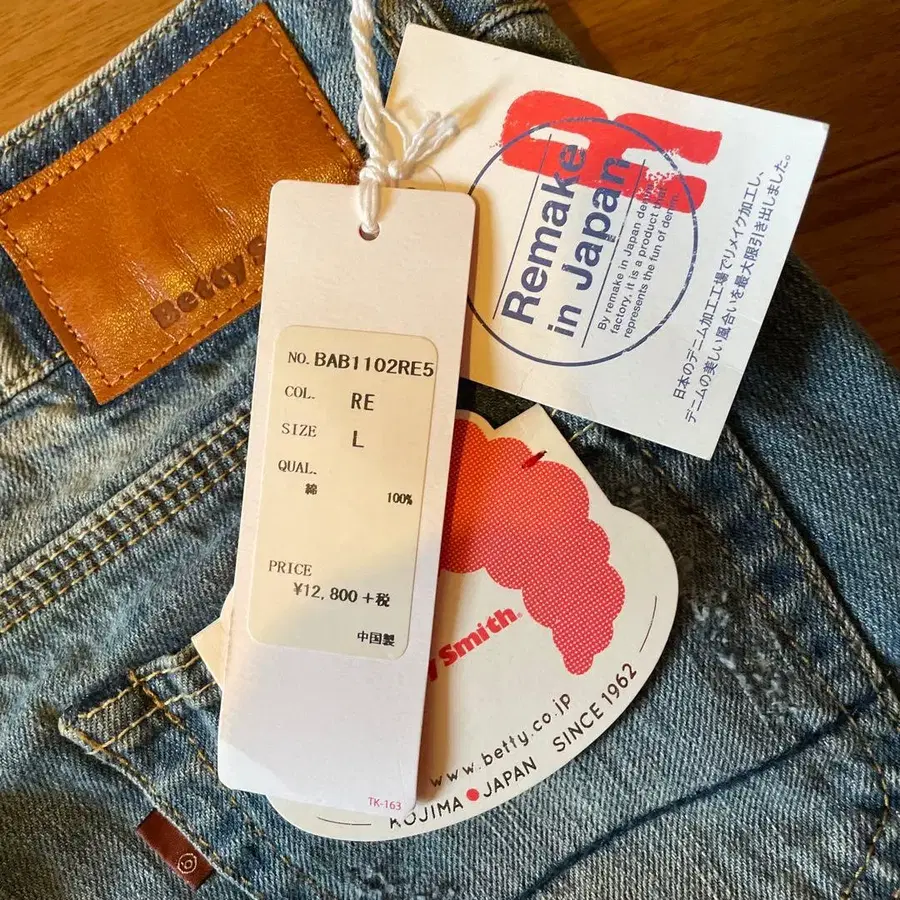 Betty S
Remake
in Japan
By remake in Japan denim
factory, it is a product that
represents the fun of denim.
日本のデニム加工工場でリメイク加工し、
デニムの美しい風合いを最大限引き出しました。
NO. BAB1102RE5
COL. RE
SIZE L
QUAL.
綿 100%
PRICE
¥12,800+税
中国製
TK-163
y Smith
www.betty.co.jp
KOJIMA JAPAN SINCE 1962